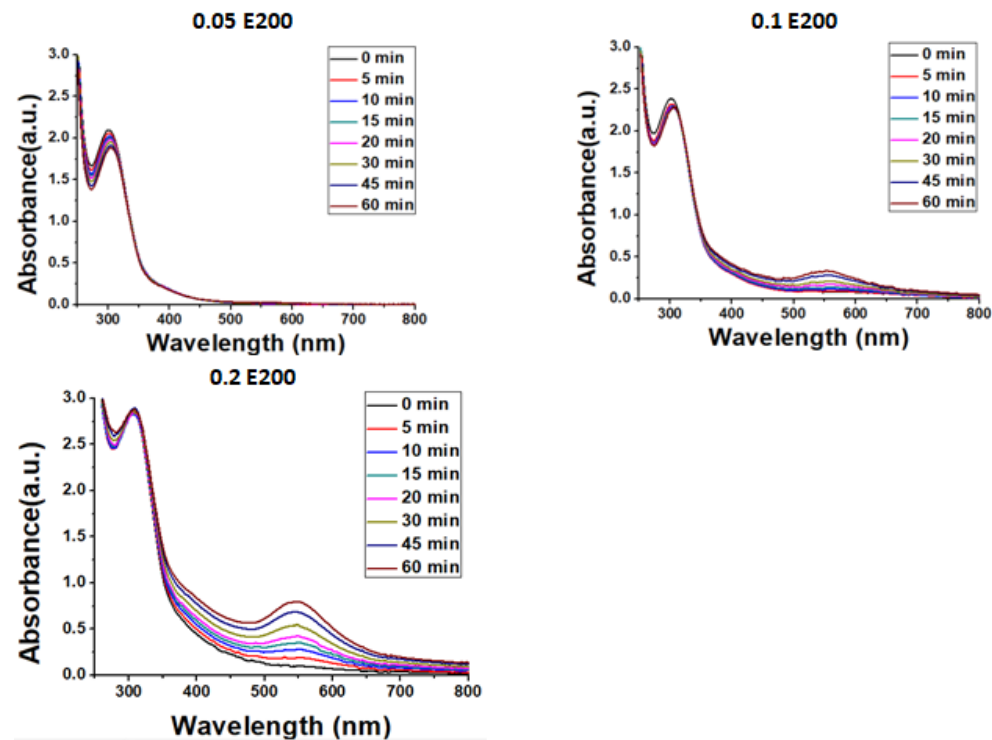 0.05 E200
Absorbance(a.u.)
3.0
2.5
2.0
1.5
1.0
0.5
0.0
0 min
5 min
10 min
15 min
20 min
30 min
45 min
60 min
300 400 500 600 700 800
Wavelength (nm)
0.1 E200
Absorbance(a.u.)
3.0
2.5
2.0
1.5
1.0
0.5
0.0
0 min
5 min
10 min
15 min
20 min
30 min
45 min
60 min
300 400 500 600 700 800
Wavelength (nm)
0.2 E200
Absorbance(a.u.)
3.0
2.5
2.0
1.5
1.0
0.5
0.0
0 min
5 min
10 min
15 min
20 min
30 min
45 min
60 min
300 400 500 600 700 800
Wavelength (nm)